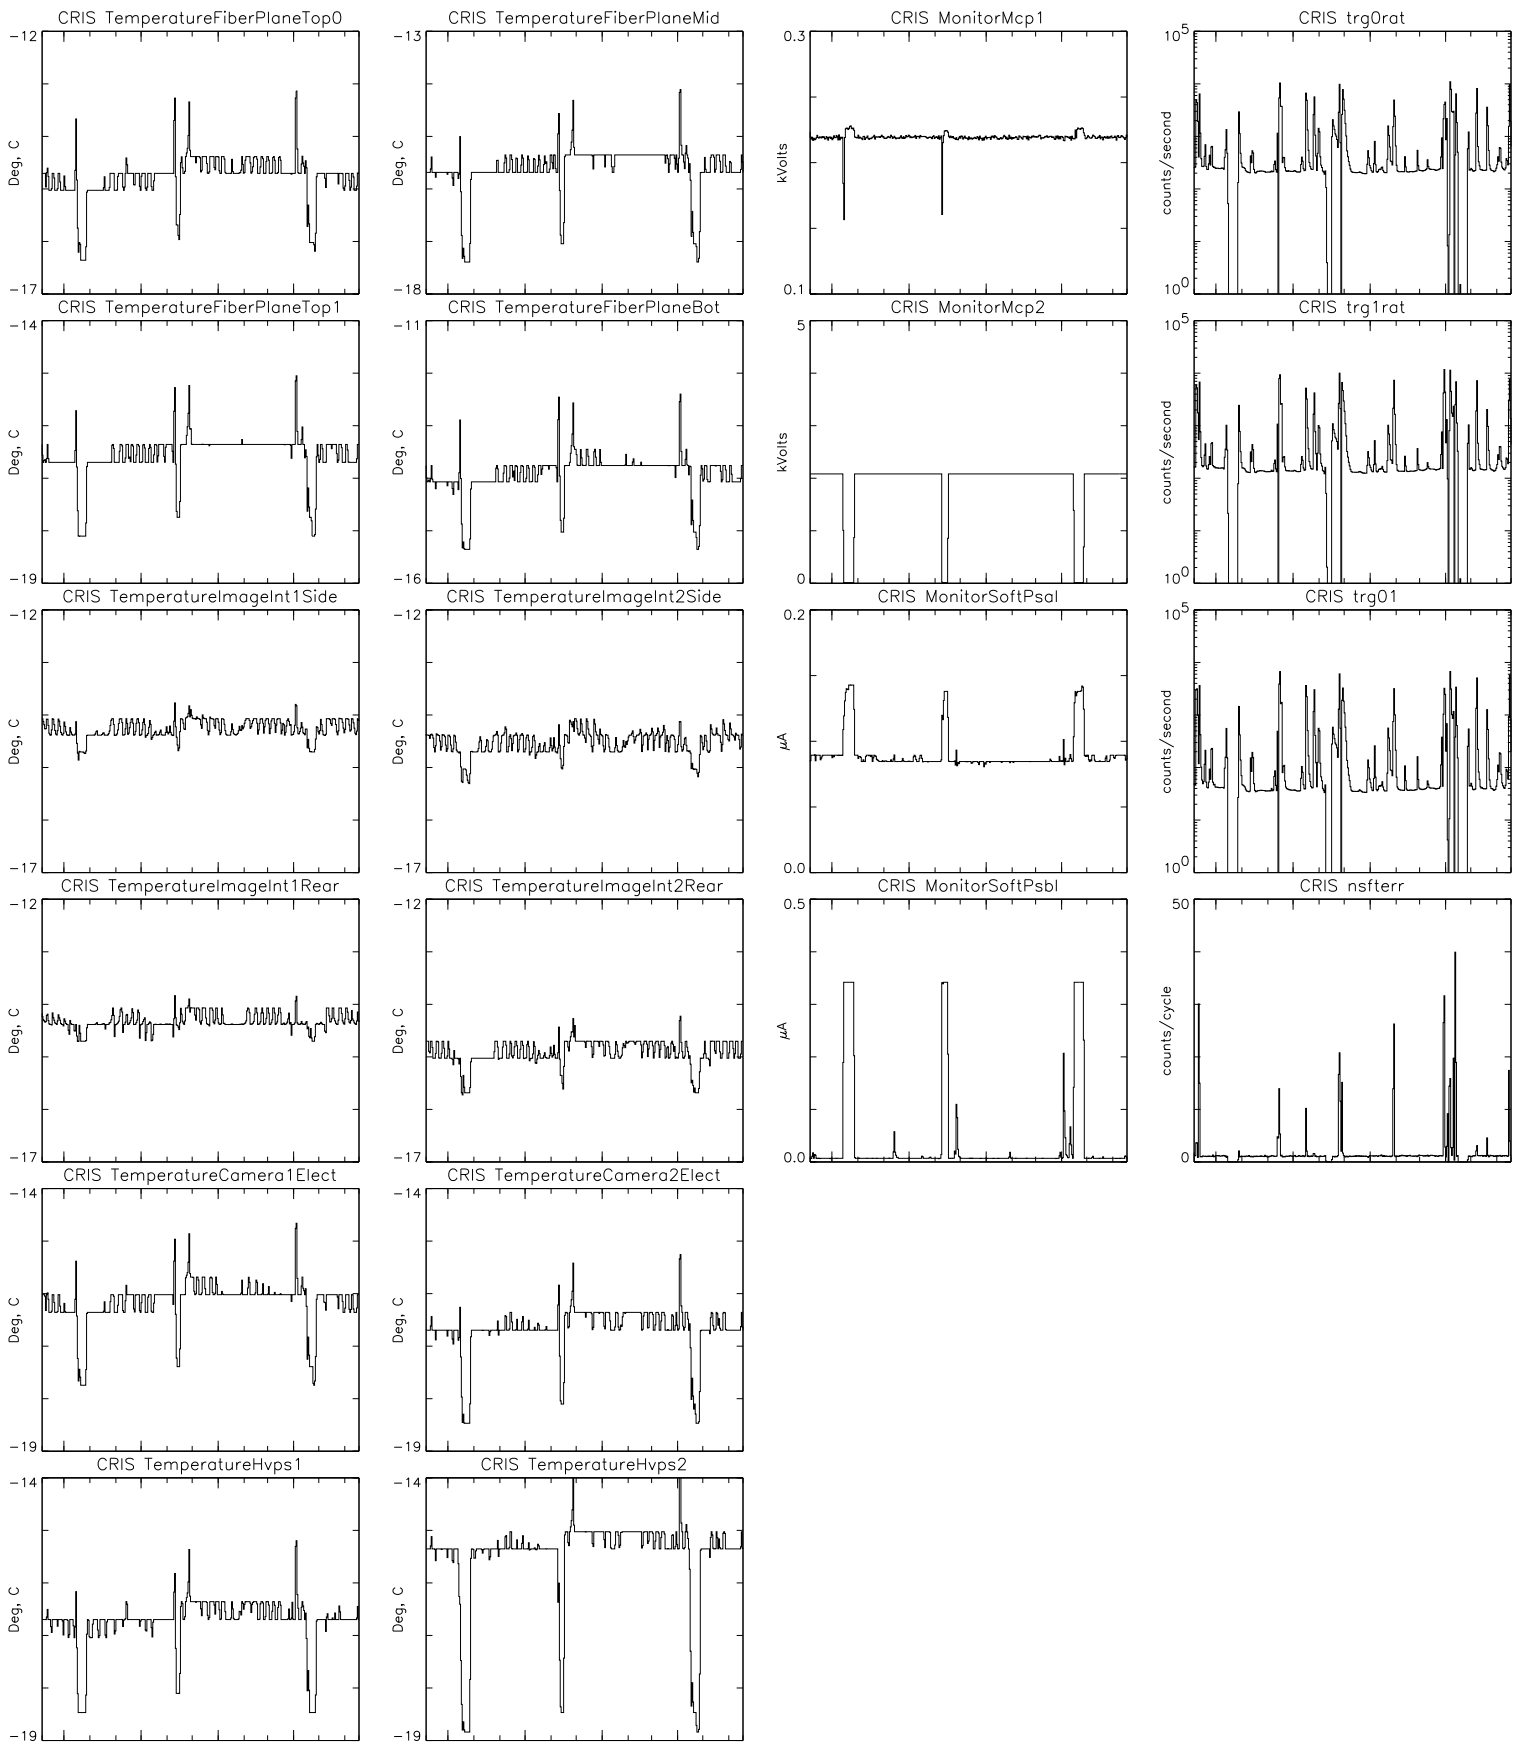 CRIS TemperatureFiberPlaneTop0
CRIS TemperatureFiberPlaneMid
CRIS MonitorMcp1
CRIS trg0rat
-12
Deg, C
-17
-13
Deg, C
-18
0.3
kVolts
0.1
10^5
counts/second
10^0
CRIS TemperatureFiberPlaneTop1
CRIS TemperatureFiberPlaneBot
CRIS MonitorMcp2
CRIS trg1rat
-14
Deg, C
-19
-11
Deg, C
-16
5
kVolts
0
10^5
counts/second
10^0
CRIS TemperatureImageInt1Side
CRIS TemperatureImageInt2Side
CRIS MonitorSoftPsaI
CRIS trg01
-12
Deg, C
-17
-12
Deg, C
-17
0.2
μA
0.0
10^5
counts/second
10^0
CRIS TemperatureImageInt1Rear
CRIS TemperatureImageInt2Rear
CRIS MonitorSoftPsbI
CRIS nsfterr
-12
Deg, C
-17
-12
Deg, C
-17
0.5
μA
0.0
50
counts/cycle
0
CRIS TemperatureCamera1Elect
CRIS TemperatureCamera2Elect
-14
Deg, C
-19
-14
Deg, C
-19
CRIS TemperatureHvps1
CRIS TemperatureHvps2
-14
Deg, C
-19
-14
Deg, C
-19